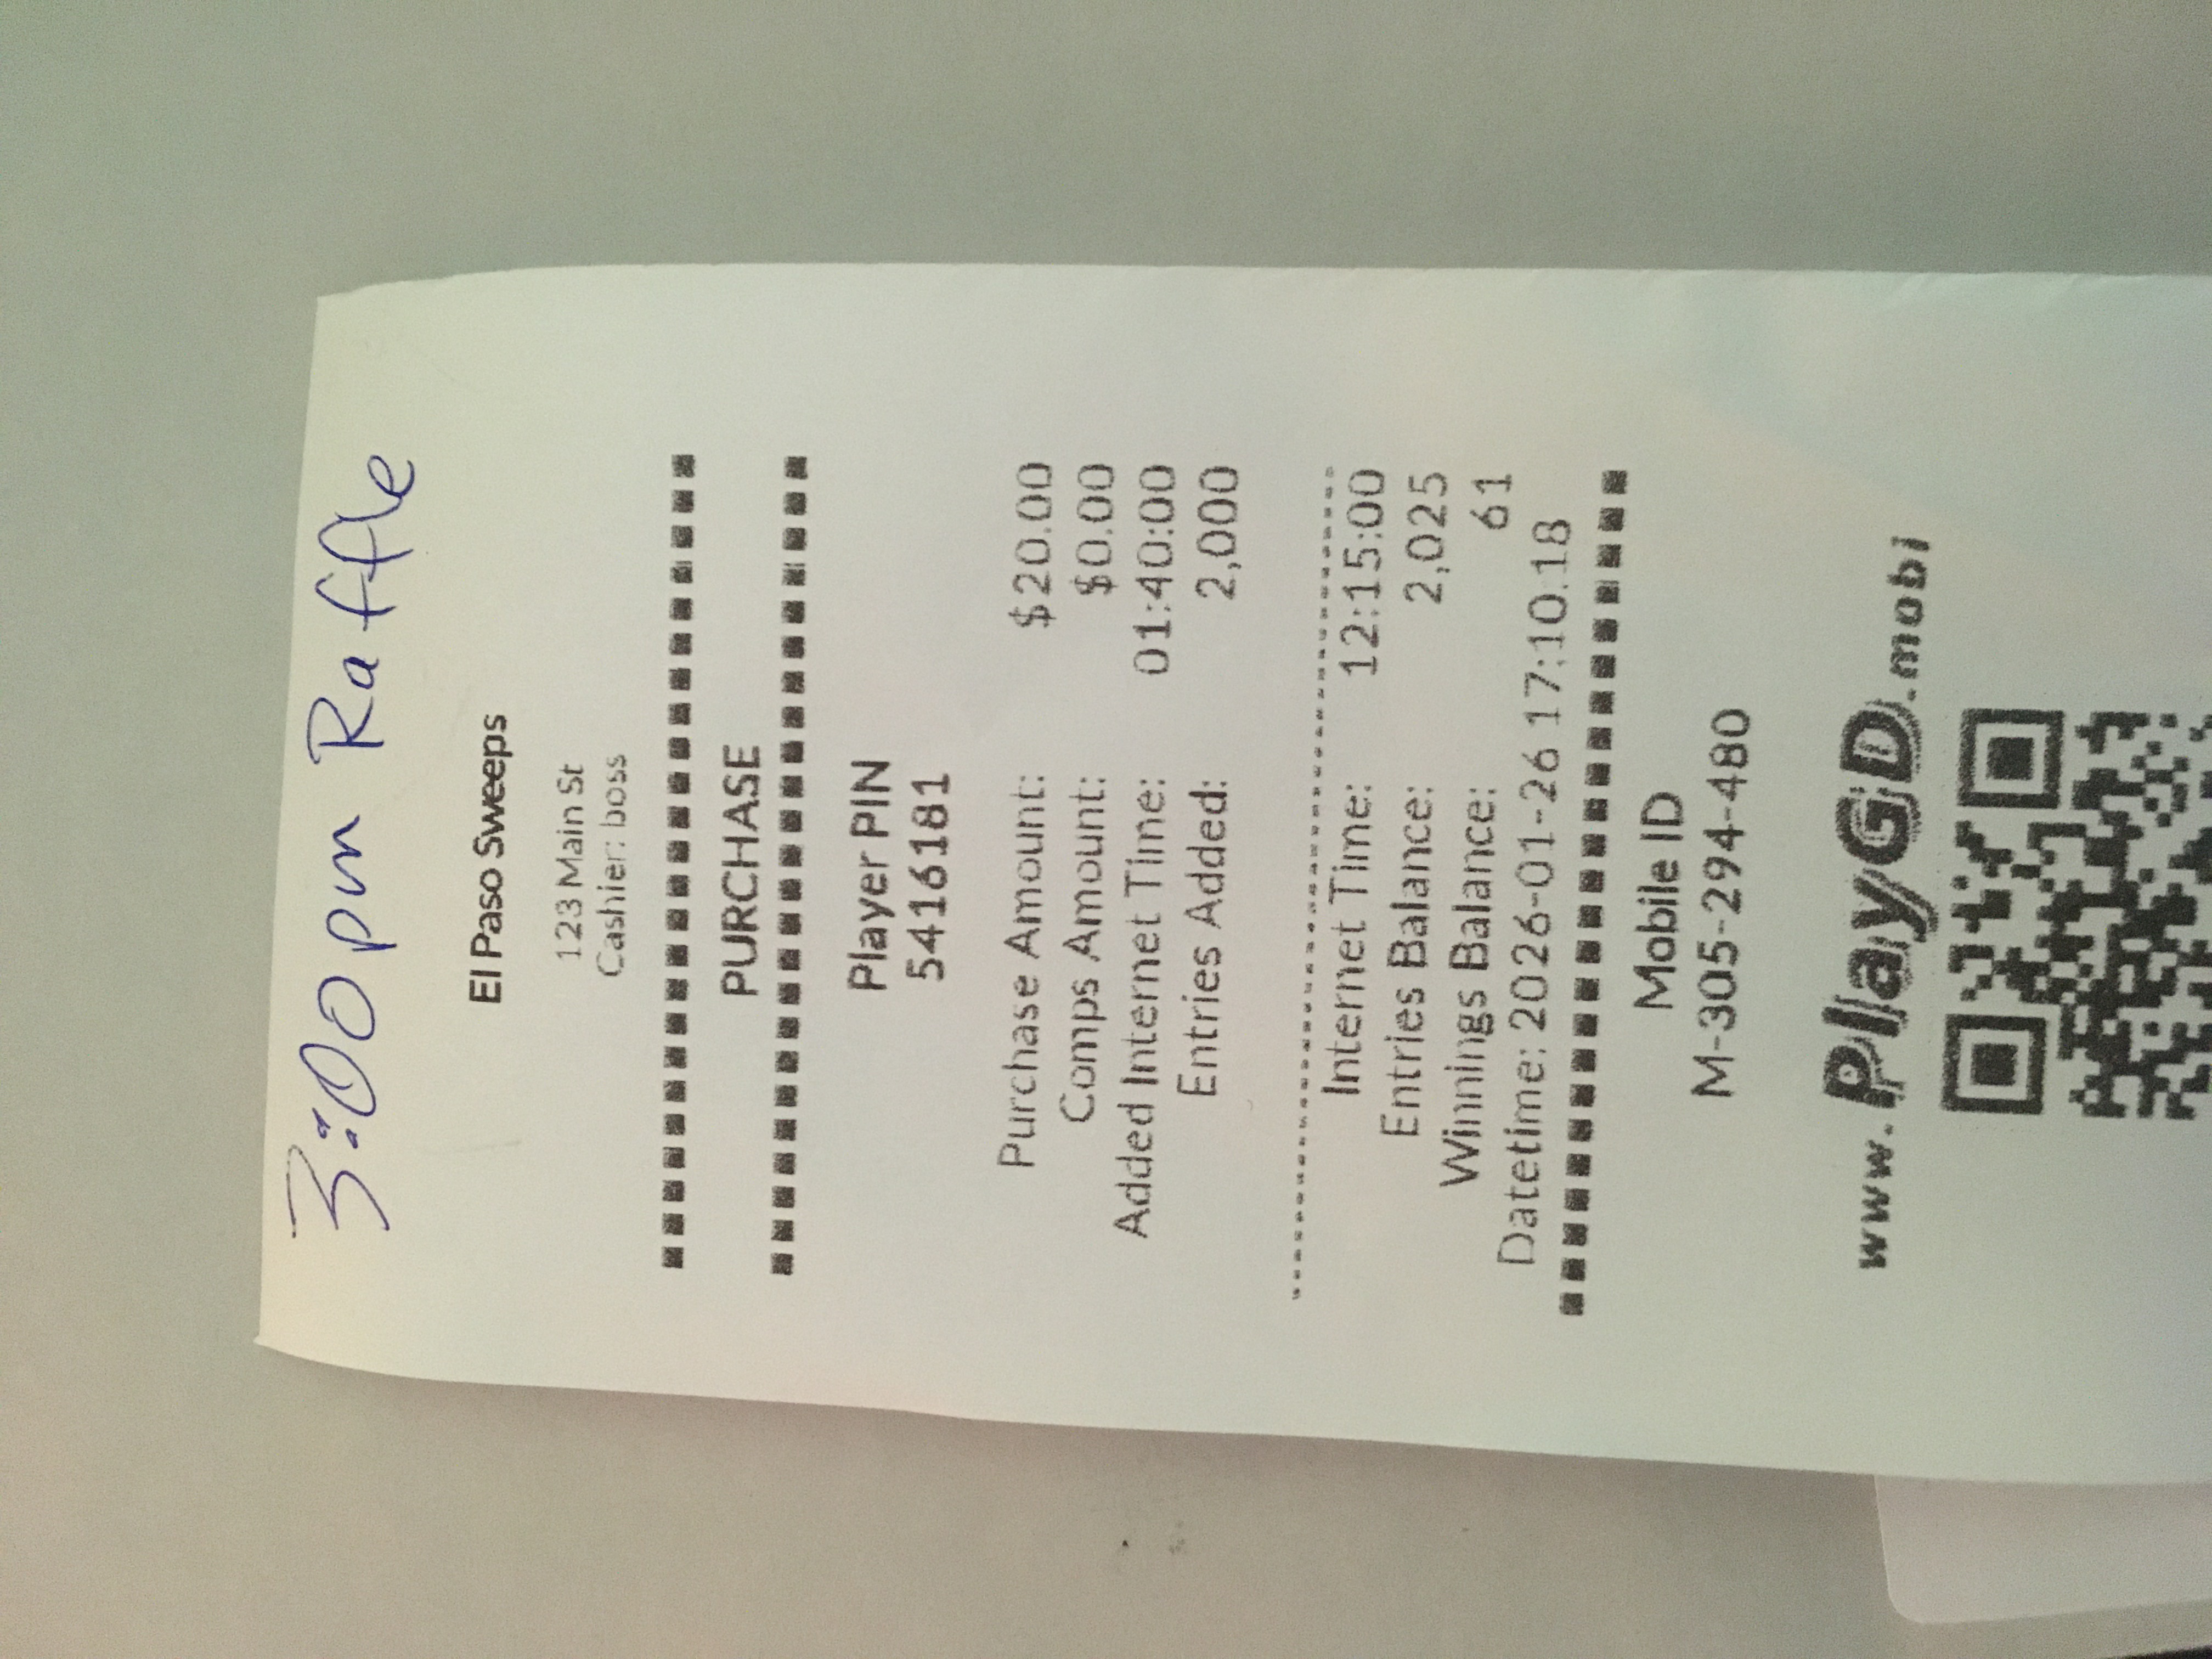 3:00 pm Raffle
El Paso Sweeps
123 Main St
Cashier: boss
PURCHASE
Player PIN
5416181
Purchase Amount: $20.00
Comps Amount: $0.00
Added Internet Time: 01:40:00
Entries Added: 2,000
Internet Time: 12:15:00
Entries Balance: 2,025
Winnings Balance: 61
Datetime: 2026-01-26 17:10:18
Mobile ID
M-305-294-480
www.PlayGD.mobi